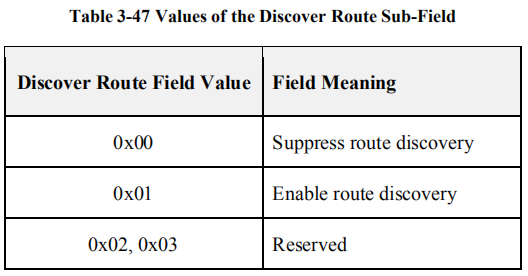 Table 3-47 Values of the Discover Route Sub-Field
Discover Route Field Value Field Meaning
0x00 Suppress route discovery
0x01 Enable route discovery
0x02, 0x03 Reserved